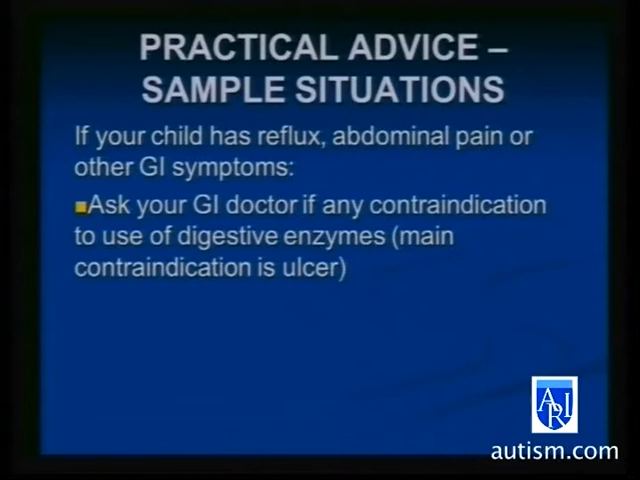 PRACTICAL ADVICE –
SAMPLE SITUATIONS
If your child has reflux, abdominal pain or
other GI symptoms:
Ask your GI doctor if any contraindication
to use of digestive enzymes (main
contraindication is ulcer)
ARI
autism.com